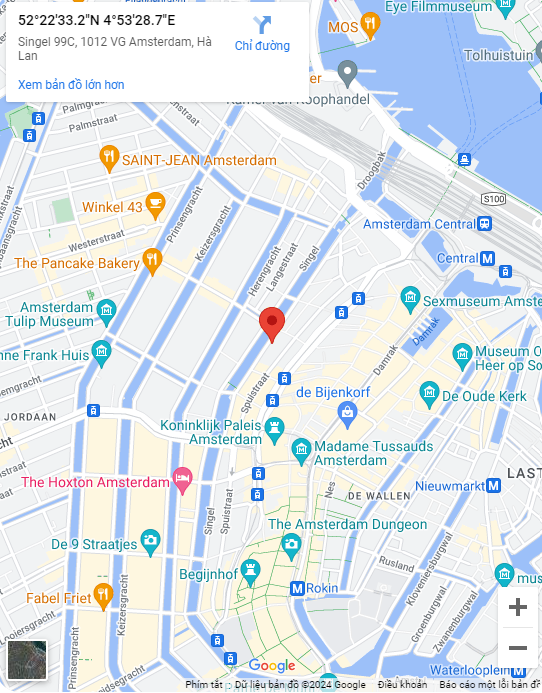 52°22'33.2"N 4°53'28.7"E
Singel 99C, 1012 VG Amsterdam, Hà
Lan
Chỉ đường
Xem bản đồ lớn hơn
Eye Filmmuseum
MOS
Tolhuistuin
Kamer van Koophandel
Palmgracht
Palmstraat
Droogbak
SAINT-JEAN Amsterdam
S100
Winkel 43
Prinsengracht
Keizersgracht
Amsterdam Central
Westerstraat
Singel
Langestraat
Herengracht
The Pancake Bakery
Central
Amsterdam
Tulip Museum
Sexmuseum Amste
Damrak
nne Frank Huis
Museum O
Heer op So
Damrak
Spuistraat
de Bijenkorf
De Oude Kerk
JORDAAN
Koninklijk Paleis
Amsterdam
Madame Tussauds
Amsterdam
LAST
The Hoxton Amsterdam
Nes
DE WALLEN
Nieuwmarkt
Singel
Spuistraat
The Amsterdam Dungeon
De 9 Straatjes
Rusland
Kloveniersburgwal
Begijnhof
Rokin
mus
Fabel Friet
Keizersgracht
Groenburgwal
Zwanenburgwal
Looiersgracht
Prinsengracht
Waterlooplein
Google
Phím tắt
Dữ liệu bản đồ ©2024 Google
Điều khoản
Báo cáo một lỗi bản đồ